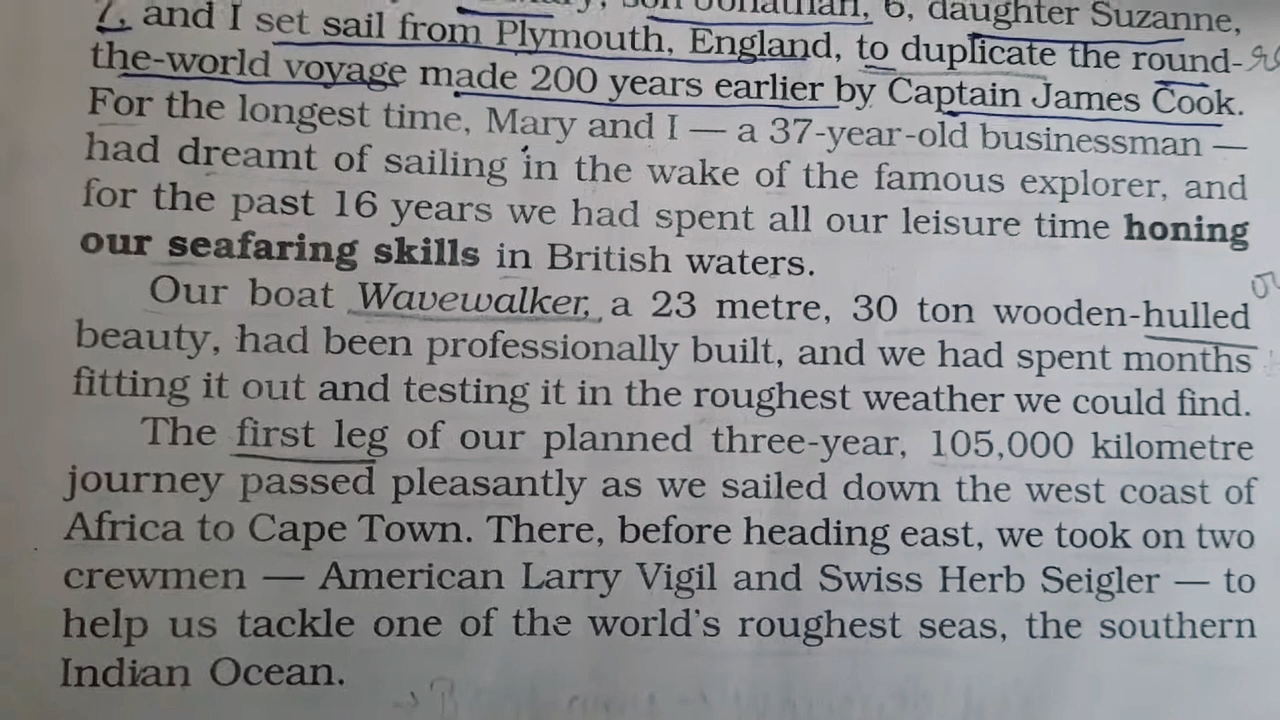 son Jonathan, 6, daughter Suzanne,
7, and I set sail from Plymouth, England, to duplicate the round-
the-world voyage made 200 years earlier by Captain James Cook.
For the longest time, Mary and I — a 37-year-old businessman —
had dreamt of sailing in the wake of the famous explorer, and
for the past 16 years we had spent all our leisure time honing
our seafaring skills in British waters.
Our boat Wavewalker, a 23 metre, 30 ton wooden-hulled
beauty, had been professionally built, and we had spent months
fitting it out and testing it in the roughest weather we could find.
The first leg of our planned three-year, 105,000 kilometre
journey passed pleasantly as we sailed down the west coast of
Africa to Cape Town. There, before heading east, we took on two
crewmen — American Larry Vigil and Swiss Herb Seigler — to
help us tackle one of the world's roughest seas, the southern
Indian Ocean.